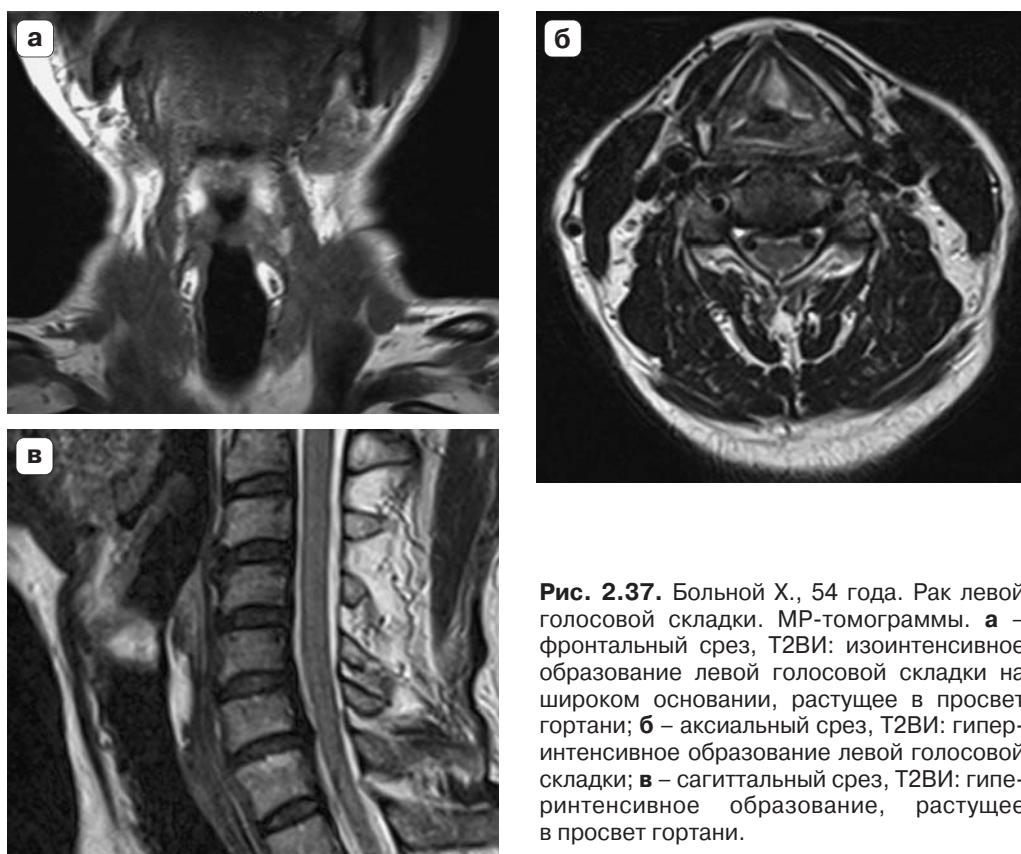 а
б
в
Рис. 2.37. Больной Х., 54 года. Рак левой
голосовой складки. МР-томограммы. а –
фронтальный срез, Т2ВИ: изоинтенсивное
образование левой голосовой складки на
широком основании, растущее в просвет
гортани; б – аксиальный срез, Т2ВИ: гипер-
интенсивное образование левой голосовой
складки; в – сагиттальный срез, Т2ВИ: гипе-
ринтенсивное образование, растущее
в просвет гортани.